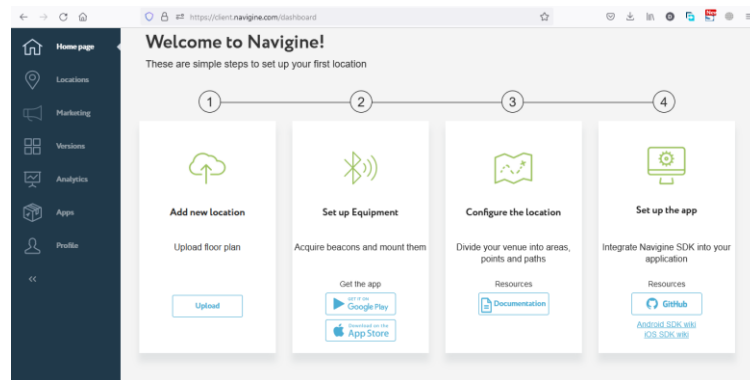 https://client.navigine.com/dashboard
New
Home page
Locations
Marketing
Versions
Analytics
Apps
Profile
<<
Welcome to Navigine!
These are simple steps to set up your first location
1
2
3
4
Add new location
Upload floor plan
Upload
Set up Equipment
Acquire beacons and mount them
Get the app
GET IT ON
Google Play
Download on the
App Store
Configure the location
Divide your venue into areas,
points and paths
Resources
Documentation
Set up the app
Integrate Navigine SDK into your
application
Resources
GitHub
Android SDK wiki
iOS SDK wiki